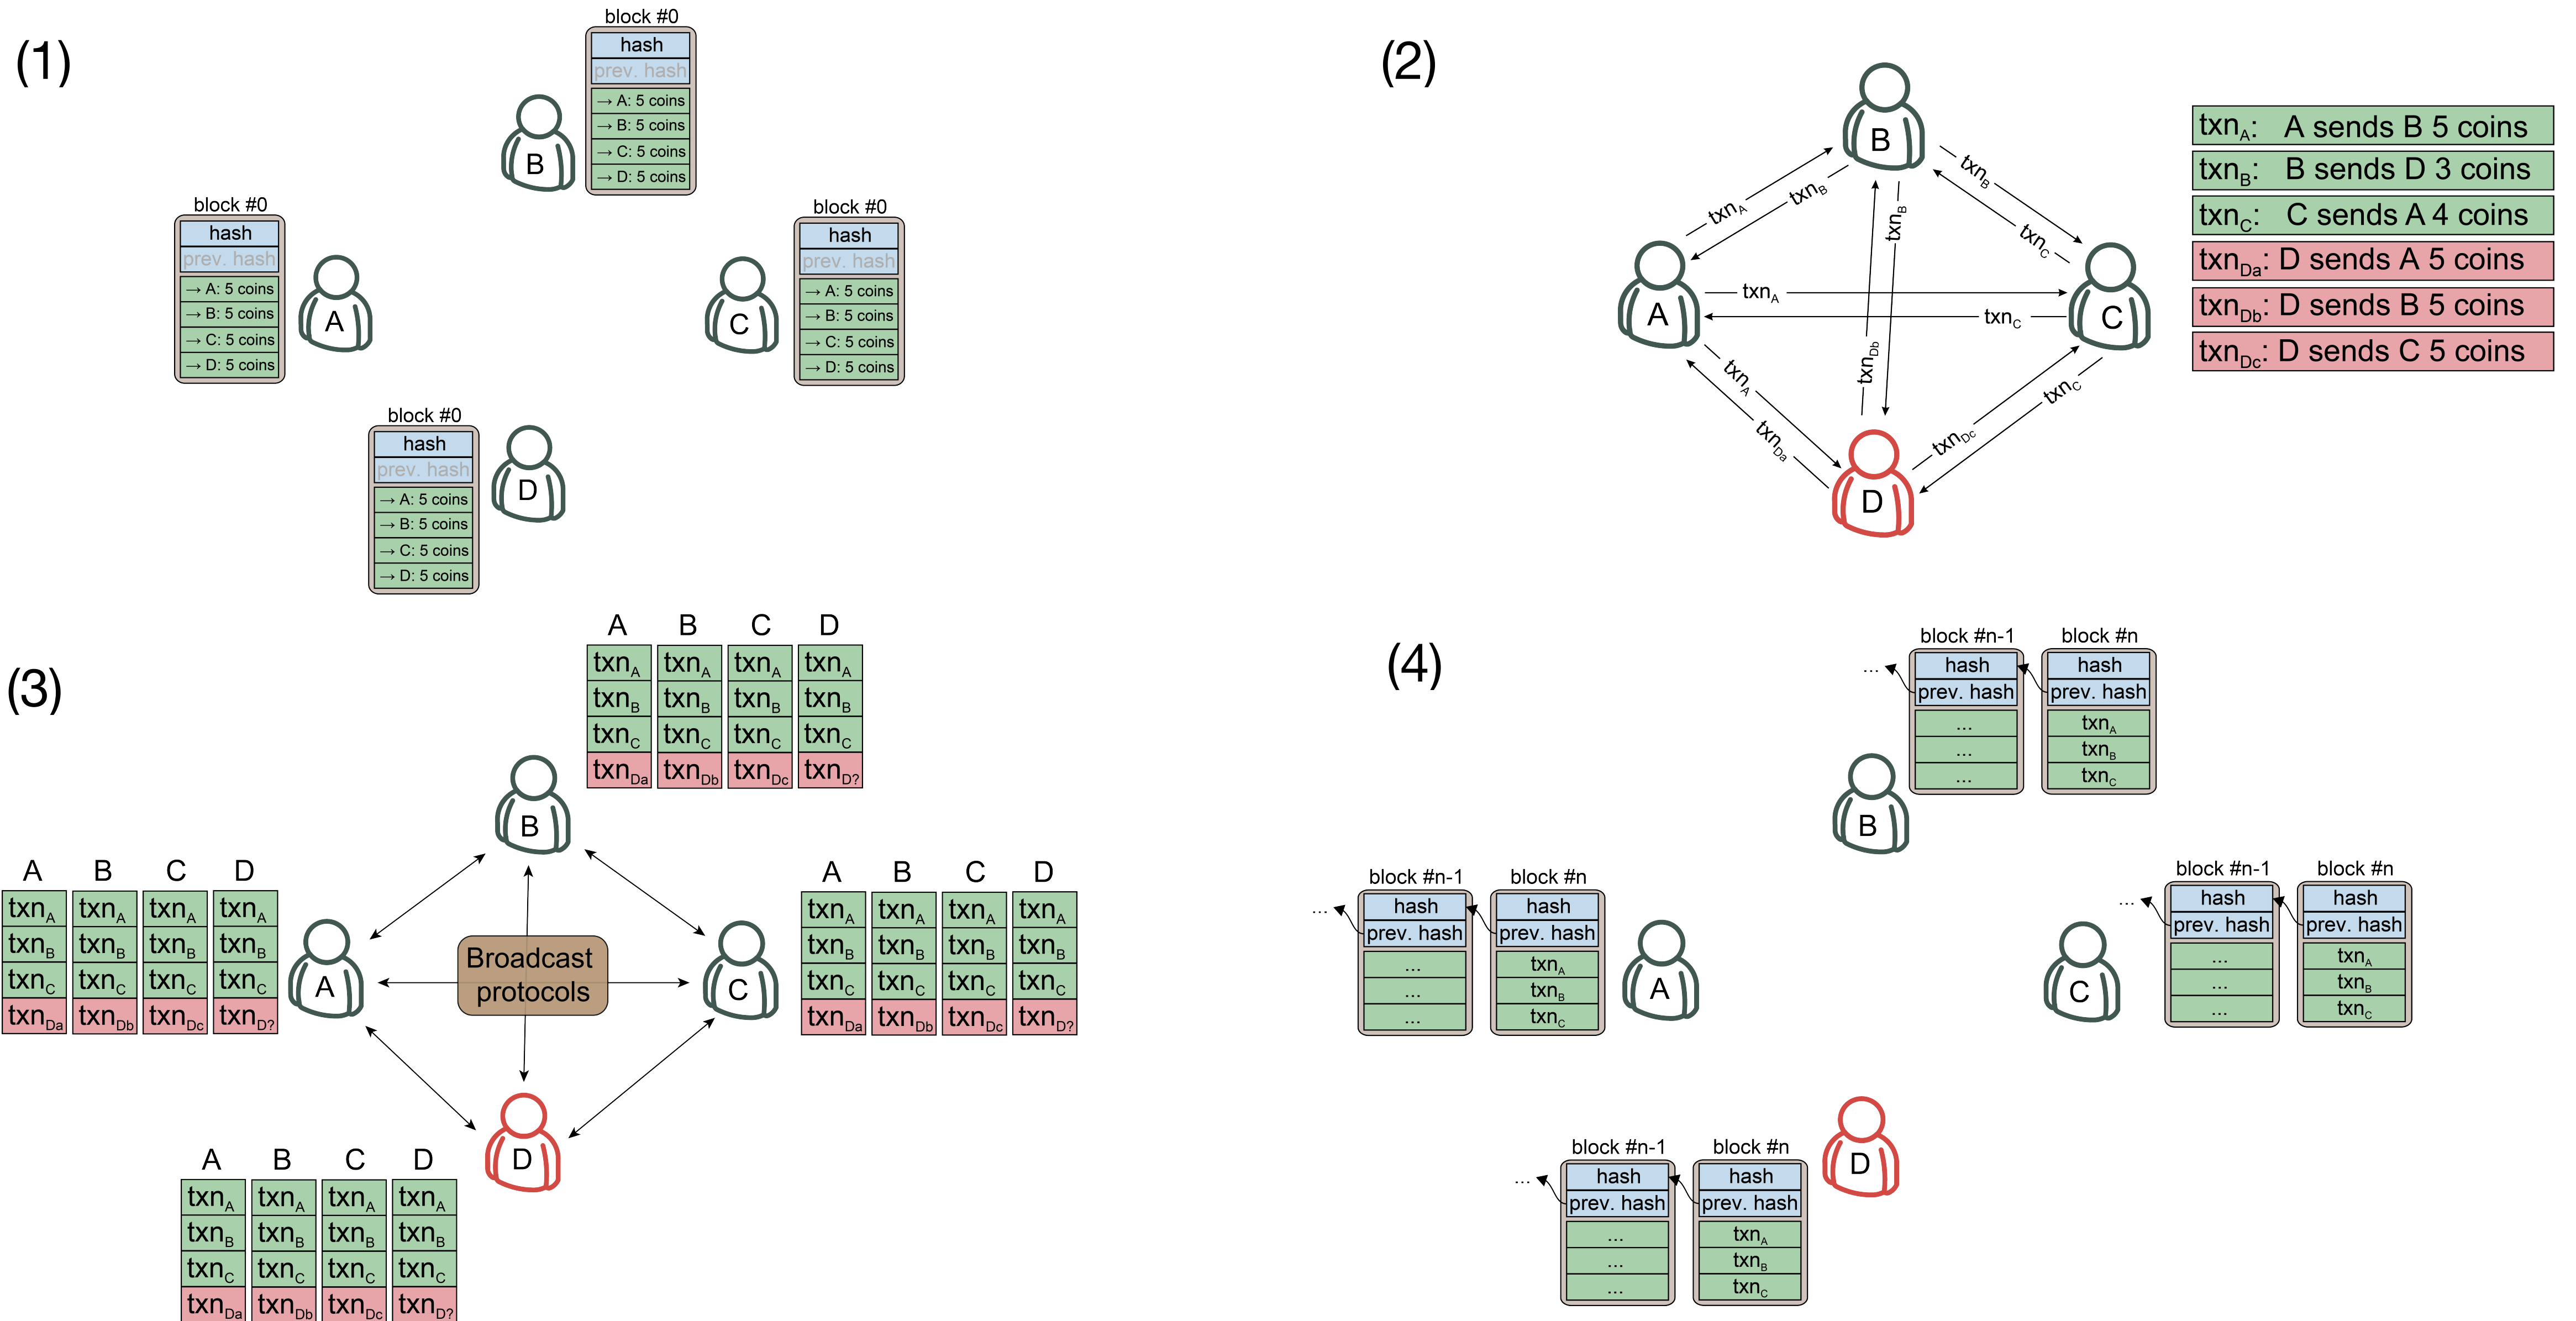 (1)
block #0
hash
prev. hash
→ A: 5 coins
→ B: 5 coins
→ C: 5 coins
→ D: 5 coins
B
block #0
hash
prev. hash
→ A: 5 coins
→ B: 5 coins
→ C: 5 coins
→ D: 5 coins
A
block #0
hash
prev. hash
→ A: 5 coins
→ B: 5 coins
→ C: 5 coins
→ D: 5 coins
C
block #0
hash
prev. hash
→ A: 5 coins
→ B: 5 coins
→ C: 5 coins
→ D: 5 coins
D
(2)
B
txnA
txnB
txnB
txnC
txnB
txnDb
A
txnA
txnC
C
txnA
txnDa
txnDc
txnC
D
txnA: A sends B 5 coins
txnB: B sends D 3 coins
txnC: C sends A 4 coins
txnDa: D sends A 5 coins
txnDb: D sends B 5 coins
txnDc: D sends C 5 coins
(3)
A B C D
txnA txnA txnA txnA
txnB txnB txnB txnB
txnC txnC txnC txnC
txnDa txnDb txnDc txnD?
B
A B C D
txnA txnA txnA txnA
txnB txnB txnB txnB
txnC txnC txnC txnC
txnDa txnDb txnDc txnD?
A
Broadcast
protocols
C
A B C D
txnA txnA txnA txnA
txnB txnB txnB txnB
txnC txnC txnC txnC
txnDa txnDb txnDc txnD?
D
A B C D
txnA txnA txnA txnA
txnB txnB txnB txnB
txnC txnC txnC txnC
txnDa txnDb txnDc txnD?
(4)
block #n-1 block #n
... hash hash
prev. hash prev. hash
... txnA
... txnB
... txnC
B
block #n-1 block #n
... hash hash
prev. hash prev. hash
... txnA
... txnB
... txnC
A
block #n-1 block #n
... hash hash
prev. hash prev. hash
... txnA
... txnB
... txnC
C
block #n-1 block #n
... hash hash
prev. hash prev. hash
... txnA
... txnB
... txnC
D